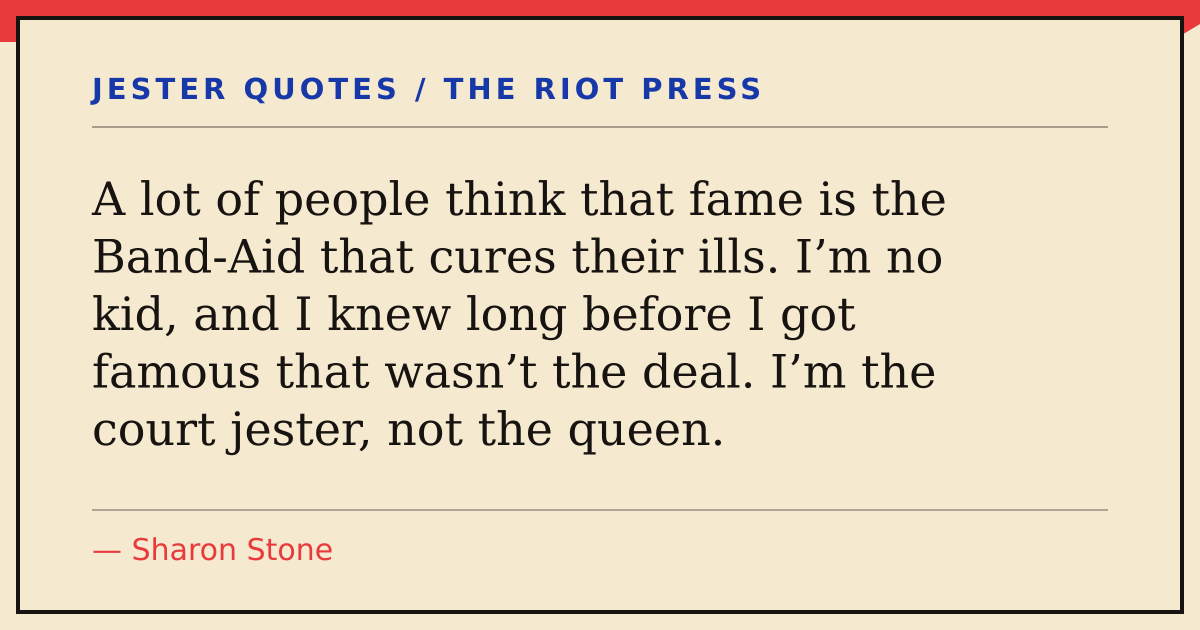 JESTER QUOTES / THE RIOT PRESS
A lot of people think that fame is the
Band-Aid that cures their ills. I’m no
kid, and I knew long before I got
famous that wasn’t the deal. I’m the
court jester, not the queen.
— Sharon Stone